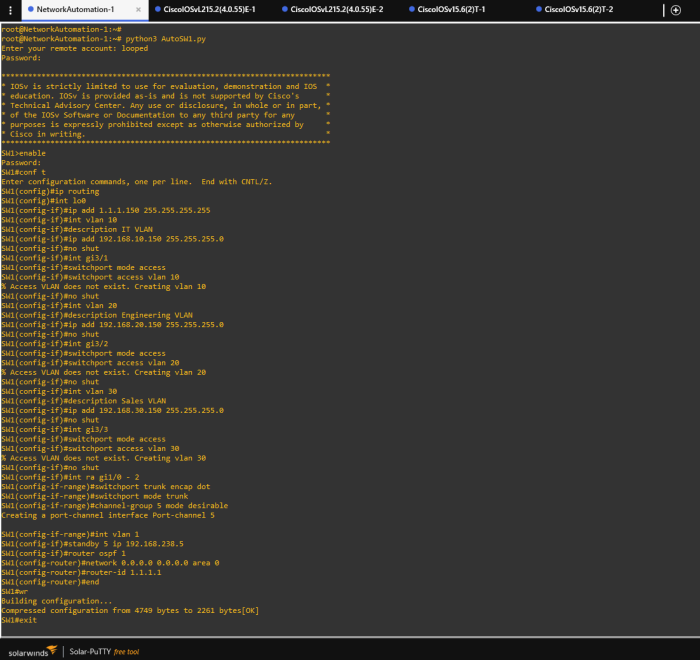 NetworkAutomation-1 × CiscoIOSvL215.2(4.0.55)E-1 CiscoIOSvL215.2(4.0.55)E-2 CiscoIOSv15.6(2)T-1 CiscoIOSv15.6(2)T-2
root@NetworkAutomation-1:~#
root@NetworkAutomation-1:~# python3 AutoSW1.py
Enter your remote account: looped
Password:
**************************************************************************
* IOSv is strictly limited to use for evaluation, demonstration and IOS  *
* education. IOSv is provided as-is and is not supported by Cisco's      *
* Technical Advisory Center. Any use or disclosure, in whole or in part, *
* of the IOSv Software or Documentation to any third party for any       *
* purposes is expressly prohibited except as otherwise authorized by     *
* Cisco in writing.                                                      *
**************************************************************************
SW1>enable
Password:
SW1#conf t
Enter configuration commands, one per line.  End with CNTL/Z.
SW1(config)#ip routing
SW1(config)#int lo0
SW1(config-if)#ip add 1.1.1.150 255.255.255.255
SW1(config-if)#int vlan 10
SW1(config-if)#description IT VLAN
SW1(config-if)#ip add 192.168.10.150 255.255.255.0
SW1(config-if)#no shut
SW1(config-if)#int gi3/1
SW1(config-if)#switchport mode access
SW1(config-if)#switchport access vlan 10
% Access VLAN does not exist. Creating vlan 10
SW1(config-if)#no shut
SW1(config-if)#int vlan 20
SW1(config-if)#description Engineering VLAN
SW1(config-if)#ip add 192.168.20.150 255.255.255.0
SW1(config-if)#no shut
SW1(config-if)#int gi3/2
SW1(config-if)#switchport mode access
SW1(config-if)#switchport access vlan 20
% Access VLAN does not exist. Creating vlan 20
SW1(config-if)#no shut
SW1(config-if)#int vlan 30
SW1(config-if)#description Sales VLAN
SW1(config-if)#ip add 192.168.30.150 255.255.255.0
SW1(config-if)#no shut
SW1(config-if)#int gi3/3
SW1(config-if)#switchport mode access
SW1(config-if)#switchport access vlan 30
% Access VLAN does not exist. Creating vlan 30
SW1(config-if)#no shut
SW1(config-if)#int ra gi1/0 - 2
SW1(config-if-range)#switchport trunk encap dot
SW1(config-if-range)#switchport mode trunk
SW1(config-if-range)#channel-group 5 mode desirable
Creating a port-channel interface Port-channel 5
SW1(config-if-range)#int vlan 1
SW1(config-if)#standby 5 ip 192.168.238.5
SW1(config-if)#router ospf 1
SW1(config-router)#network 0.0.0.0 0.0.0.0 area 0
SW1(config-router)#router-id 1.1.1.1
SW1(config-router)#end
SW1#wr
Building configuration...
Compressed configuration from 4749 bytes to 2261 bytes[OK]
SW1#exit
solarwinds Solar-PuTTY free tool